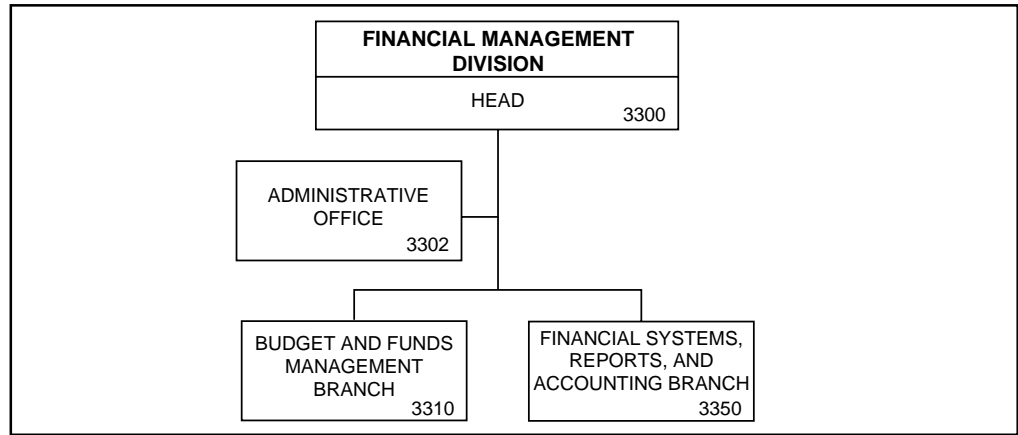 FINANCIAL MANAGEMENT
DIVISION
HEAD
3300
ADMINISTRATIVE
OFFICE
3302
BUDGET AND FUNDS
MANAGEMENT
BRANCH
3310
FINANCIAL SYSTEMS,
REPORTS, AND
ACCOUNTING BRANCH
3350